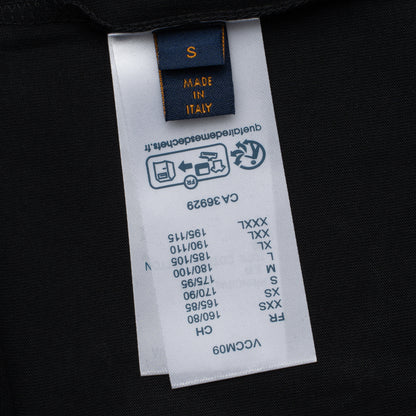 S
MADE
IN
ITALY
VCCM09
FR CH
XXS 160/80
XS 165/85
S 170/90
M 175/95
L 180/100
XL 185/105
XXL 190/110
XXXL 195/115
CA 36929
FR
quefairedemesdechets.fr